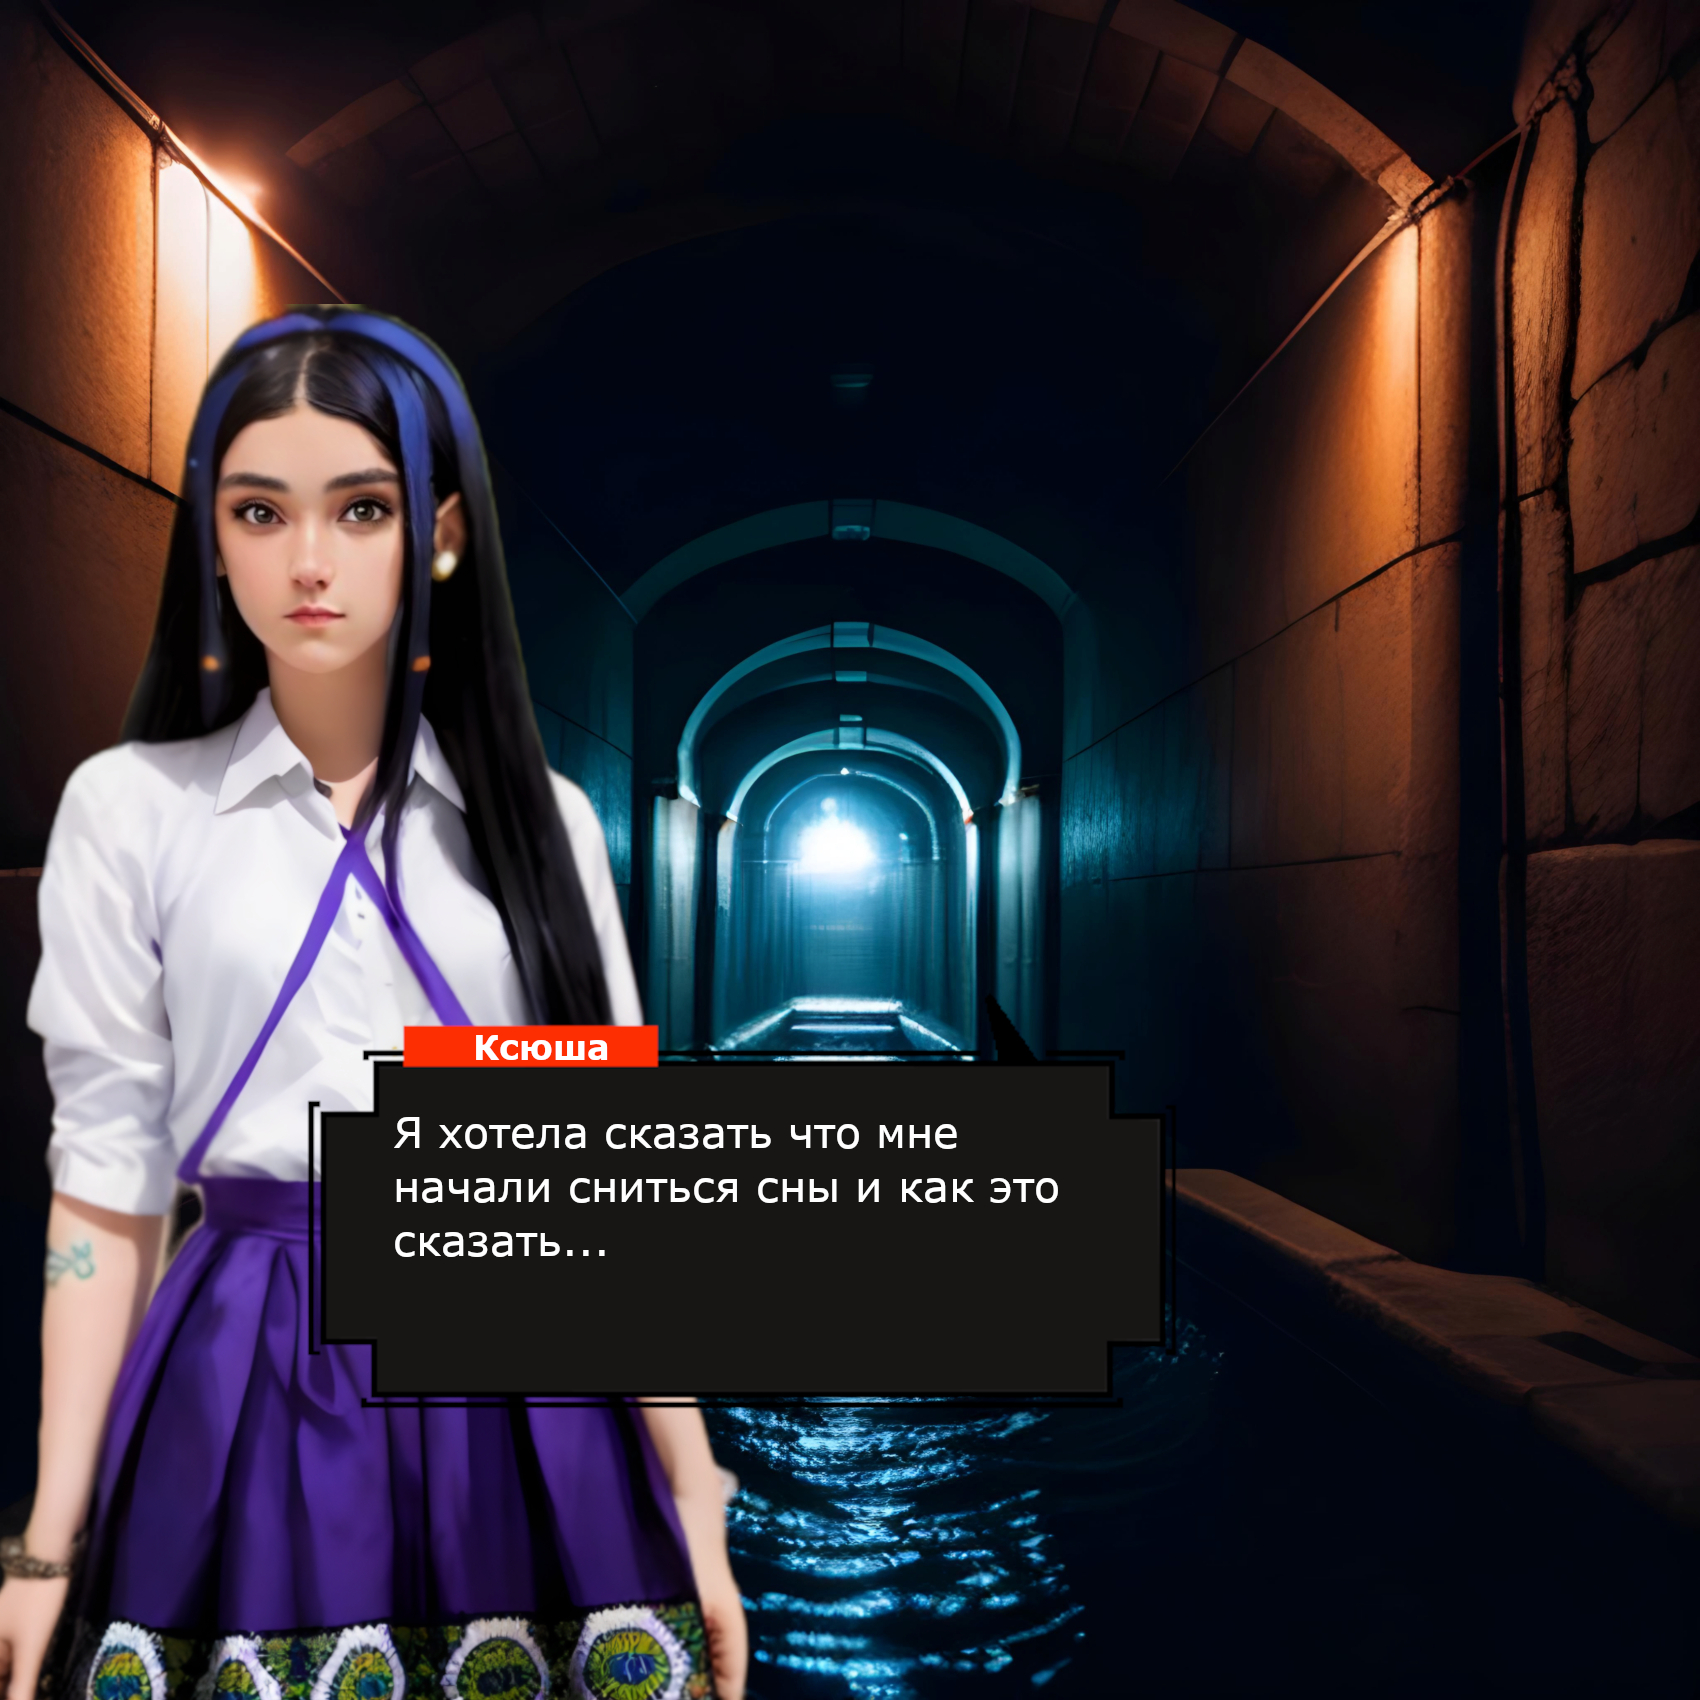 Ксюша
Я хотела сказать что мне
начали сниться сны и как это
сказать...